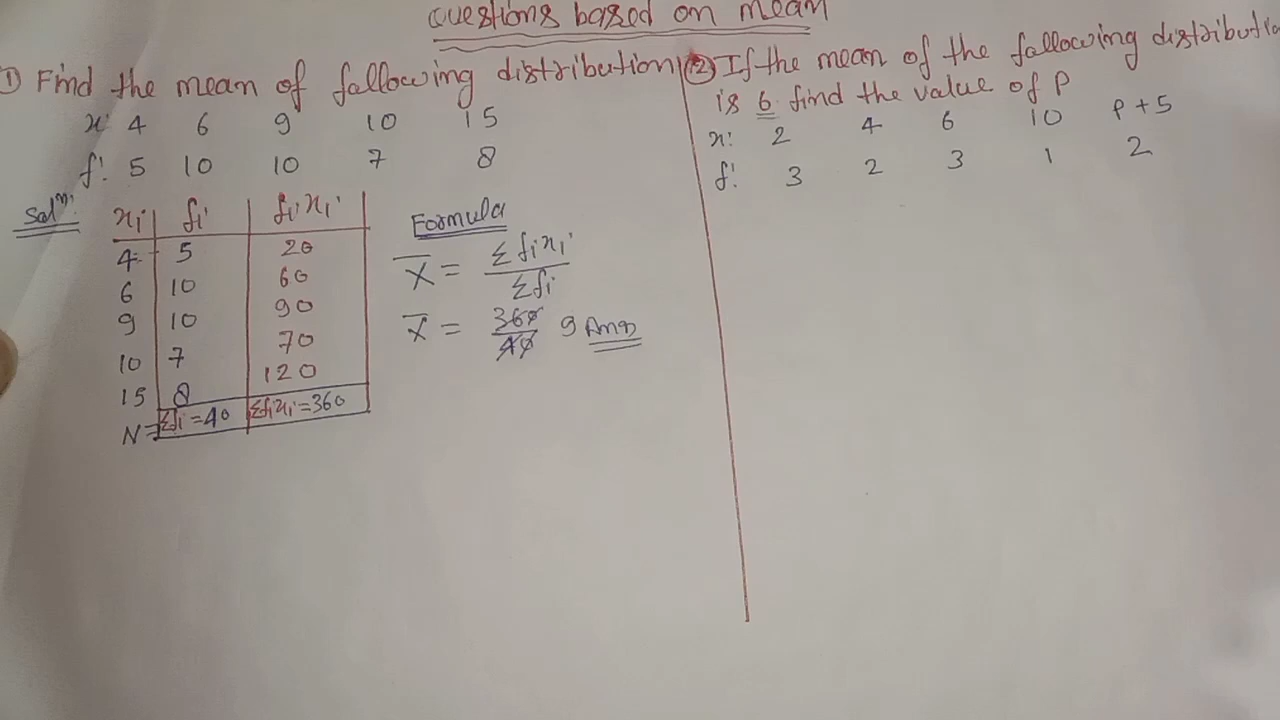 Questions based on mean
① Find the mean of fallowing distribution
x: 4 6 9 10 15
f: 5 10 10 7 8
Solⁿ:
xi fi fixi
4 5 20
6 10 60
9 10 90
10 7 70
15 8 120
N= Σfi=40 Σfixi=360
Formula
X̄ = Σfixi / Σfi
X̄ = 360/40 9 Ans
② If the mean of the fallowing distributio
is 6 find the value of P
x: 2 4 6 10 P+5
f: 3 2 3 1 2